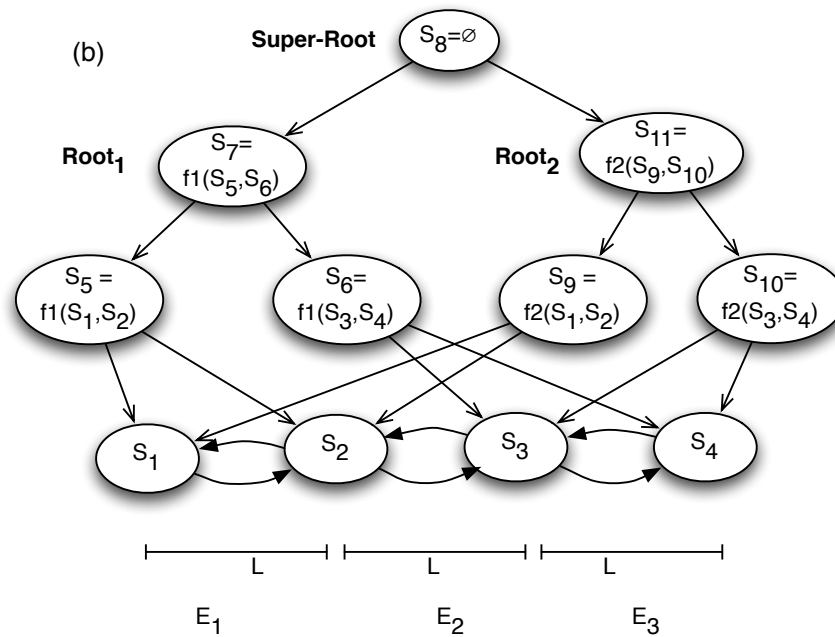 (b)
Super-Root
S8=∅
Root1
S7=
f1(S5,S6)
Root2
S11=
f2(S9,S10)
S5 =
f1(S1,S2)
S6=
f1(S3,S4)
S9 =
f2(S1,S2)
S10=
f2(S3,S4)
S1
S2
S3
S4
L
L
L
E1
E2
E3